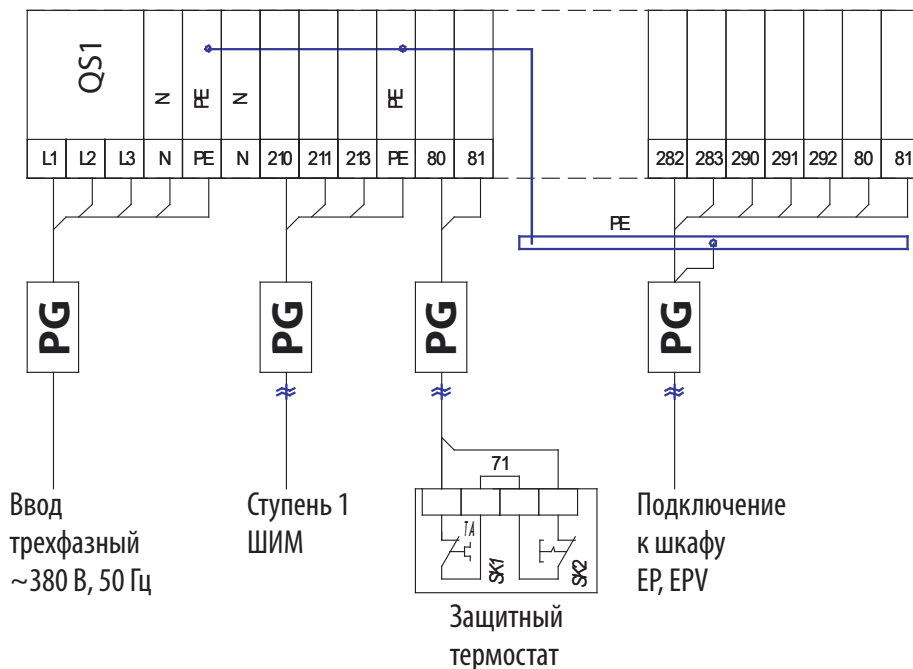 QS1
N
PE
N
PE
L1 L2 L3 N PE N 210 211 213 PE 80 81
282 283 290 291 292 80 81
PE
PG PG PG PG
71
TA
SK1
SK2
Ввод
трехфазный
~380 В, 50 Гц
Ступень 1
ШИМ
Защитный
термостат
Подключение
к шкафу
EP, EPV